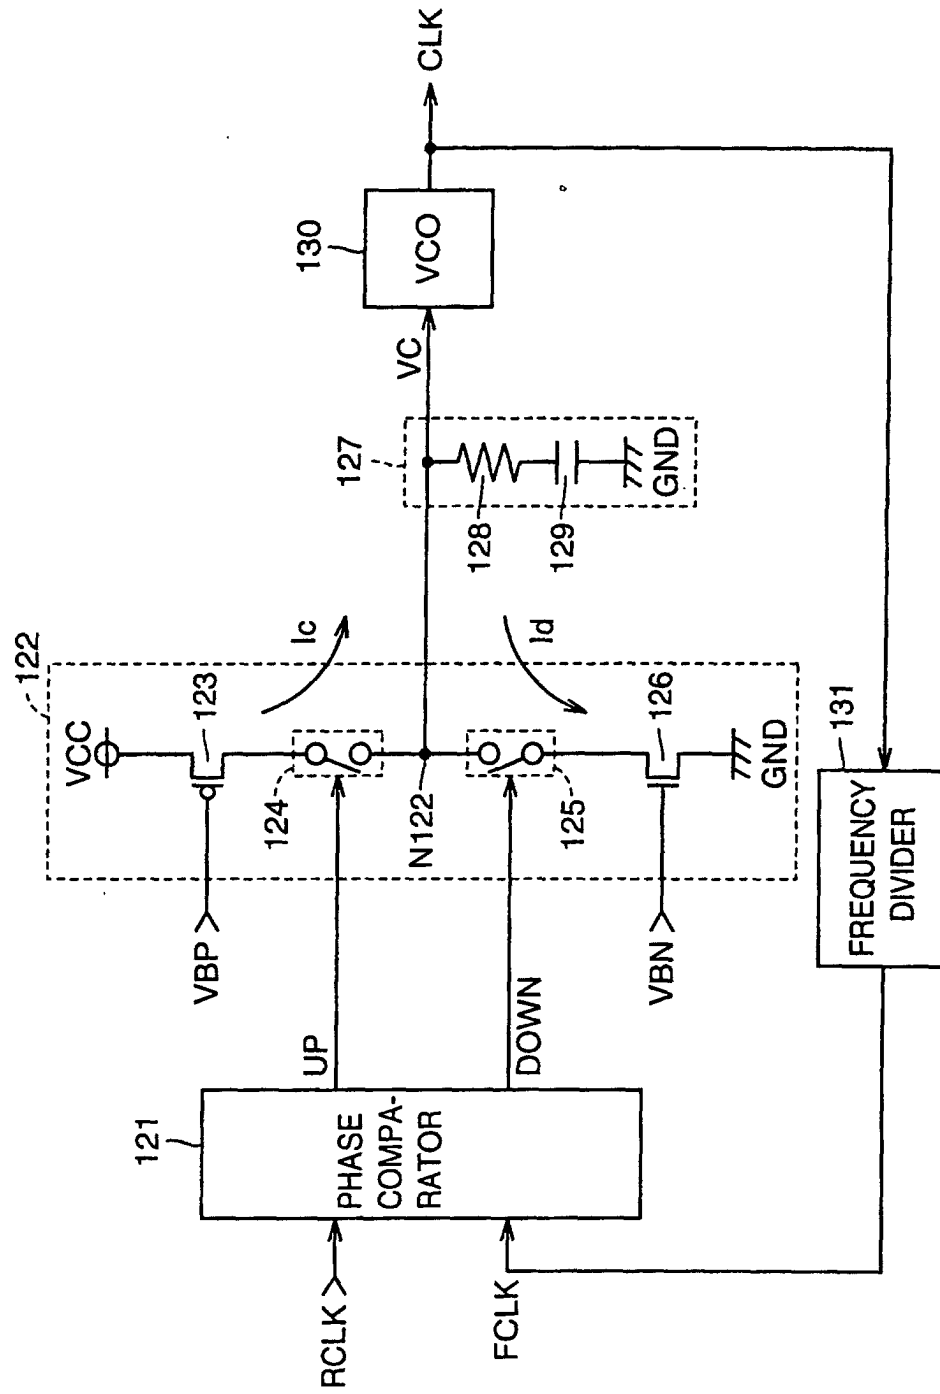 RCLK
FCLK
121
PHASE
COMPA-
RATOR
UP
DOWN
VBP
VBN
122
VCC
123
124
N122
125
126
GND
Ic
Id
127
128
129
GND
VC
130
VCO
CLK
131
FREQUENCY
DIVIDER